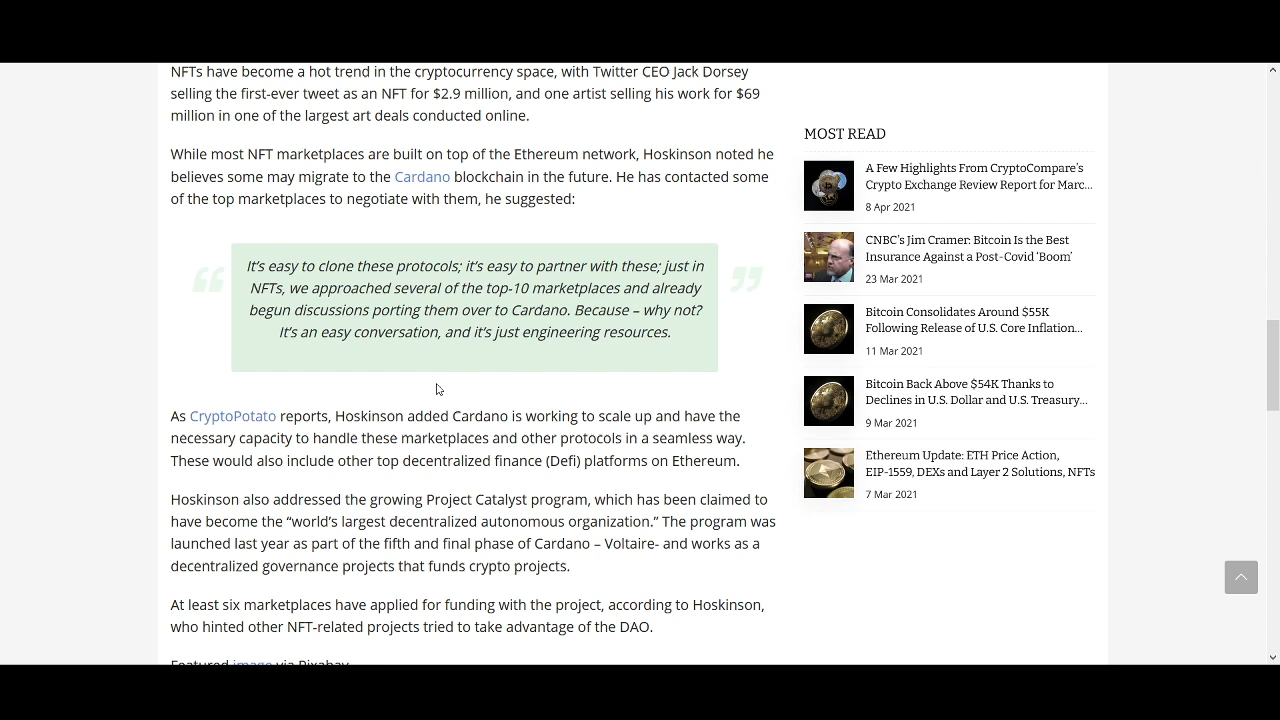 NFTs have become a hot trend in the cryptocurrency space, with Twitter CEO Jack Dorsey
selling the first-ever tweet as an NFT for $2.9 million, and one artist selling his work for $69
million in one of the largest art deals conducted online.
While most NFT marketplaces are built on top of the Ethereum network, Hoskinson noted he
believes some may migrate to the Cardano blockchain in the future. He has contacted some
of the top marketplaces to negotiate with them, he suggested:
“
It’s easy to clone these protocols; it’s easy to partner with these; just in
NFTs, we approached several of the top-10 marketplaces and already
begun discussions porting them over to Cardano. Because – why not?
It’s an easy conversation, and it’s just engineering resources.
”
As CryptoPotato reports, Hoskinson added Cardano is working to scale up and have the
necessary capacity to handle these marketplaces and other protocols in a seamless way.
These would also include other top decentralized finance (Defi) platforms on Ethereum.
Hoskinson also addressed the growing Project Catalyst program, which has been claimed to
have become the “world’s largest decentralized autonomous organization.” The program was
launched last year as part of the fifth and final phase of Cardano – Voltaire- and works as a
decentralized governance projects that funds crypto projects.
At least six marketplaces have applied for funding with the project, according to Hoskinson,
who hinted other NFT-related projects tried to take advantage of the DAO.
Featured image via Pixabay
MOST READ
A Few Highlights From CryptoCompare’s
Crypto Exchange Review Report for Marc...
8 Apr 2021
CNBC’s Jim Cramer: Bitcoin Is the Best
Insurance Against a Post-Covid ‘Boom’
23 Mar 2021
Bitcoin Consolidates Around $55K
Following Release of U.S. Core Inflation...
11 Mar 2021
Bitcoin Back Above $54K Thanks to
Declines in U.S. Dollar and U.S. Treasury...
9 Mar 2021
Ethereum Update: ETH Price Action,
EIP-1559, DEXs and Layer 2 Solutions, NFTs
7 Mar 2021